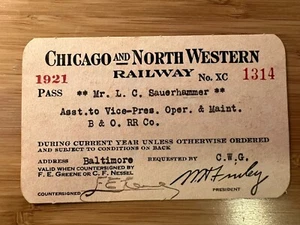 CHICAGO AND NORTH WESTERN
RAILWAY
1921 No. XC 1314
PASS ** Mr. L. C. Sauerhammer **
Asst.to Vice-Pres. Oper. & Maint.
B & O. RR Co.
DURING CURRENT YEAR UNLESS OTHERWISE ORDERED
AND SUBJECT TO CONDITIONS ON BACK
ADDRESS Baltimore REQUESTED BY C.W.G.
VALID WHEN COUNTERSIGNED BY
F. E. GREENE OR C. F. NESSEL
COUNTERSIGNED F E Greene
PRESIDENT